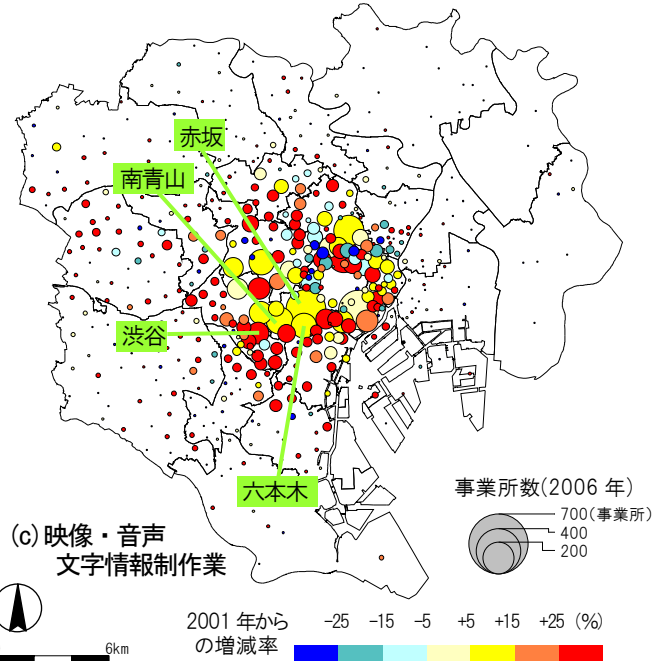 赤坂
南青山
渋谷
六本木
事業所数(2006 年)
700(事業所)
400
200
(c) 映像・音声
文字情報制作業
6km
2001 年から
の増減率
-25 -15 -5 +5 +15 +25 (%)